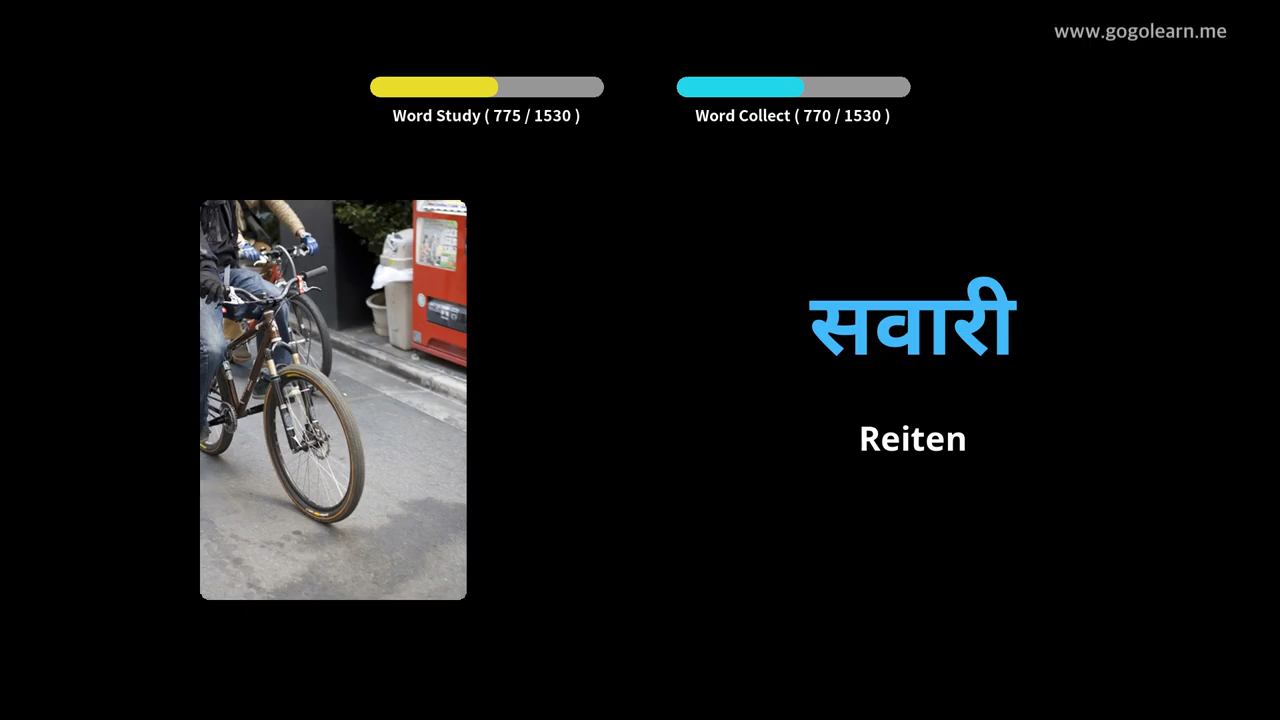 www.gogolearn.me
Word Study ( 775 / 1530 )
Word Collect ( 770 / 1530 )
सवारी
Reiten